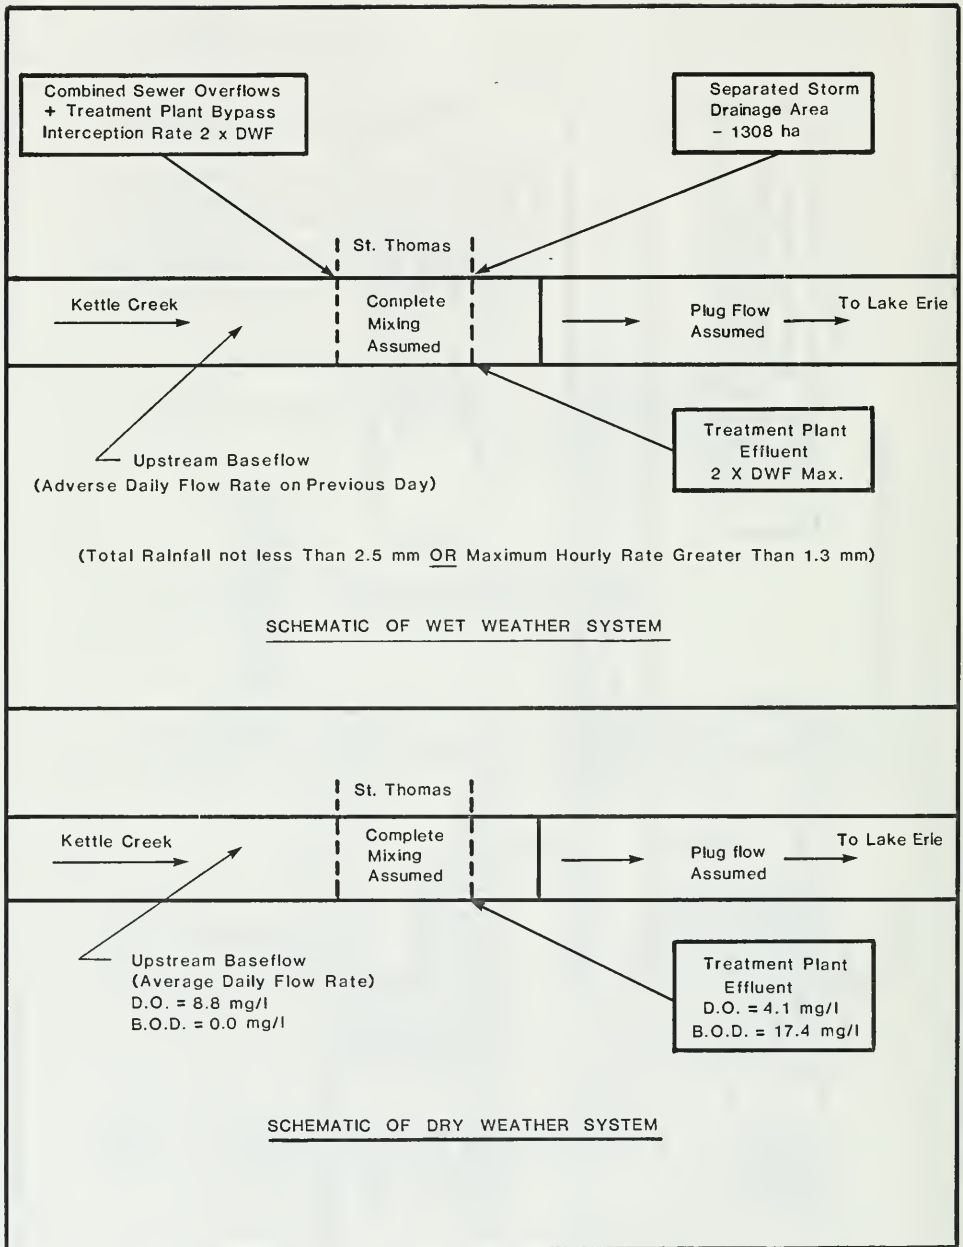 Combined Sewer Overflows
+ Treatment Plant Bypass
Interception Rate 2 x DWF
Separated Storm
Drainage Area
– 1308 ha
St. Thomas
Kettle Creek
Complete
Mixing
Assumed
Plug Flow
Assumed
To Lake Erie
Upstream Baseflow
(Adverse Daily Flow Rate on Previous Day)
Treatment Plant
Effluent
2 X DWF Max.
(Total Rainfall not less Than 2.5 mm OR Maximum Hourly Rate Greater Than 1.3 mm)
SCHEMATIC OF WET WEATHER SYSTEM
St. Thomas
Kettle Creek
Complete
Mixing
Assumed
Plug flow
Assumed
To Lake Erie
Upstream Baseflow
(Average Daily Flow Rate)
D.O. = 8.8 mg/l
B.O.D. = 0.0 mg/l
Treatment Plant
Effluent
D.O. = 4.1 mg/l
B.O.D. = 17.4 mg/l
SCHEMATIC OF DRY WEATHER SYSTEM